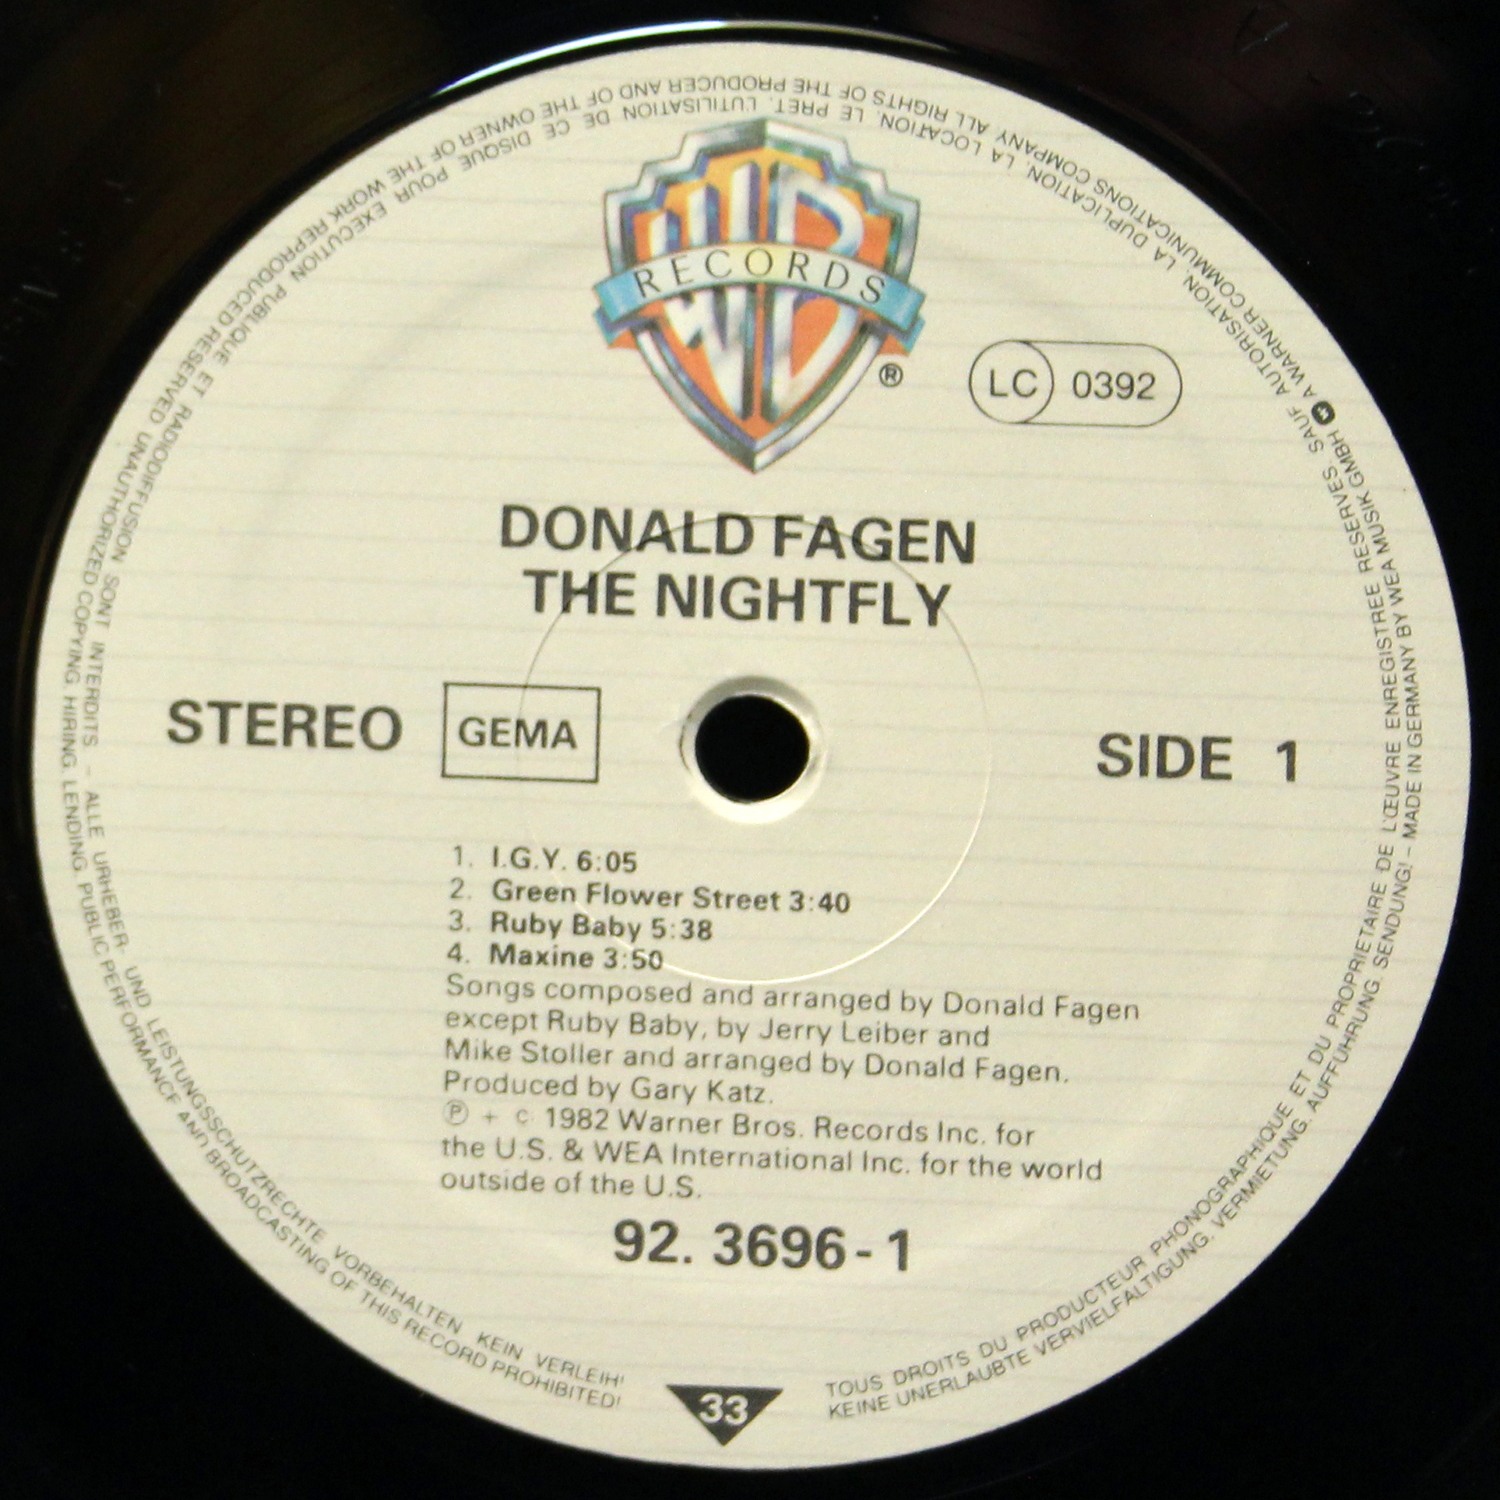 WB
RECORDS
®
LC 0392
DONALD FAGEN
THE NIGHTFLY
STEREO GEMA SIDE 1
1. I.G.Y. 6:05
2. Green Flower Street 3:40
3. Ruby Baby 5:38
4. Maxine 3:50
Songs composed and arranged by Donald Fagen
except Ruby Baby, by Jerry Leiber and
Mike Stoller and arranged by Donald Fagen.
Produced by Gary Katz.
Ⓟ + c 1982 Warner Bros. Records Inc. for
the U.S. & WEA International Inc. for the world
outside of the U.S.
92. 3696-1
33
TOUS DROITS DU PRODUCTEUR PHONOGRAPHIQUE ET DU PROPRIETAIRE DE L'ŒUVRE ENREGISTREE RESERVES. SAUF AUTORISATION, LA DUPLICATION, LA LOCATION, LE PRET, L'UTILISATION DE CE DISQUE POUR EXECUTION PUBLIQUE ET RADIODIFFUSION SONT INTERDITS – ALLE URHEBER- UND LEISTUNGSSCHUTZRECHTE VORBEHALTEN KEIN VERLEIH!
KEINE UNERLAUBTE VERVIELFALTIGUNG, VERMIETUNG, AUFFUHRUNG, SENDUNG! – MADE IN GERMANY BY WEA MUSIK GMBH A WARNER COMMUNICATIONS COMPANY ALL RIGHTS OF THE PRODUCER AND OF THE OWNER OF THE WORK REPRODUCED RESERVED UNAUTHORIZED COPYING, HIRING, LENDING, PUBLIC PERFORMANCE AND BROADCASTING OF THIS RECORD PROHIBITED!